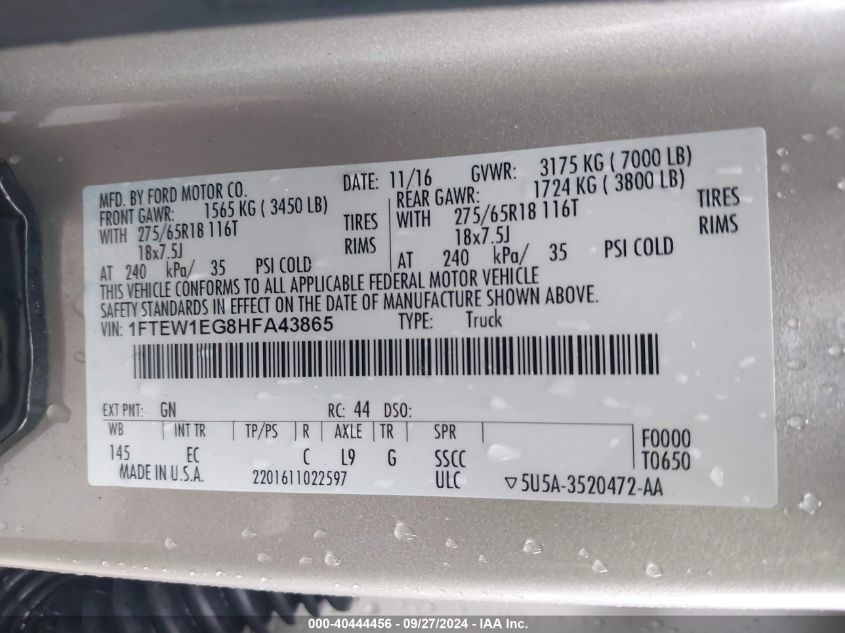 MFD. BY FORD MOTOR CO.
DATE: 11/16 GVWR: 3175 KG ( 7000 LB)
FRONT GAWR: 1565 KG ( 3450 LB)
REAR GAWR: 1724 KG ( 3800 LB)
WITH 275/65R18 116T TIRES
WITH 275/65R18 116T TIRES
18x7.5J RIMS
18x7.5J RIMS
AT 240 kPa/ 35 PSI COLD
AT 240 kPa/ 35 PSI COLD
THIS VEHICLE CONFORMS TO ALL APPLICABLE FEDERAL MOTOR VEHICLE
SAFETY STANDARDS IN EFFECT ON THE DATE OF MANUFACTURE SHOWN ABOVE.
VIN: 1FTEW1EG8HFA43865 TYPE: Truck
EXT PNT: GN RC: 44 DSO:
WB INT TR TP/PS R AXLE TR SPR
145 EC C L9 G SSCC
F0000
T0650
MADE IN U.S.A. 2201611022597 ULC ▽5U5A-3520472-AA
000-40444456 - 09/27/2024 - IAA Inc.